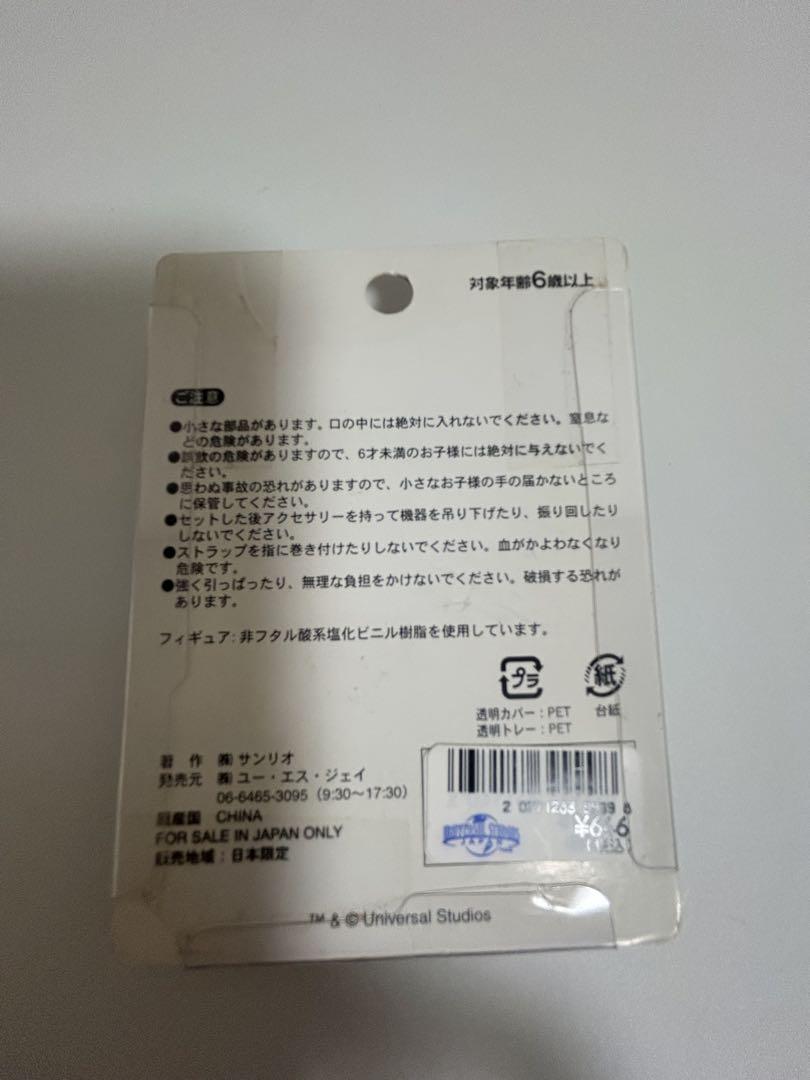 対象年齢6歳以上
ご注意
●小さな部品があります。口の中には絶対に入れないでください。窒息な
どの危険があります。
●誤飲の危険がありますので、6才未満のお子様には絶対に与えないでく
ださい。
●思わぬ事故の恐れがありますので、小さなお子様の手の届かないところ
に保管してください。
●セットした後アクセサリーを持って機器を吊り下げたり、振り回したり
しないでください。
●ストラップを指に巻き付けたりしないでください。血がかよわなくなり
危険です。
●強く引っぱったり、無理な負担をかけないでください。破損する恐れが
あります。
フィギュア:非フタル酸系塩化ビニル樹脂を使用しています。
プラ
紙
透明カバー:PET
台紙
透明トレー:PET
著 作 ㈱サンリオ
発売元 ㈱ユー・エス・ジェイ
06-6465-3095(9:30〜17:30)
原産国 CHINA
FOR SALE IN JAPAN ONLY
販売地域:日本限定
UNIVERSAL STUDIOS
JAPAN
TM & © Universal Studios